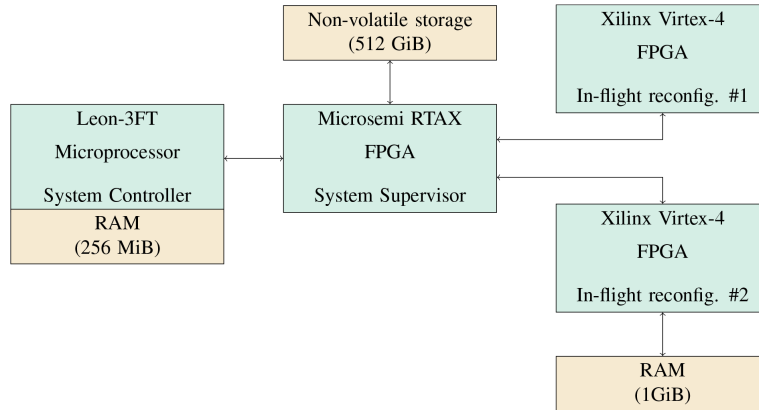 Non-volatile storage
(512 GiB)
Xilinx Virtex-4
FPGA
In-flight reconfig. #1
Leon-3FT
Microprocessor
System Controller
RAM
(256 MiB)
Microsemi RTAX
FPGA
System Supervisor
Xilinx Virtex-4
FPGA
In-flight reconfig. #2
RAM
(1GiB)